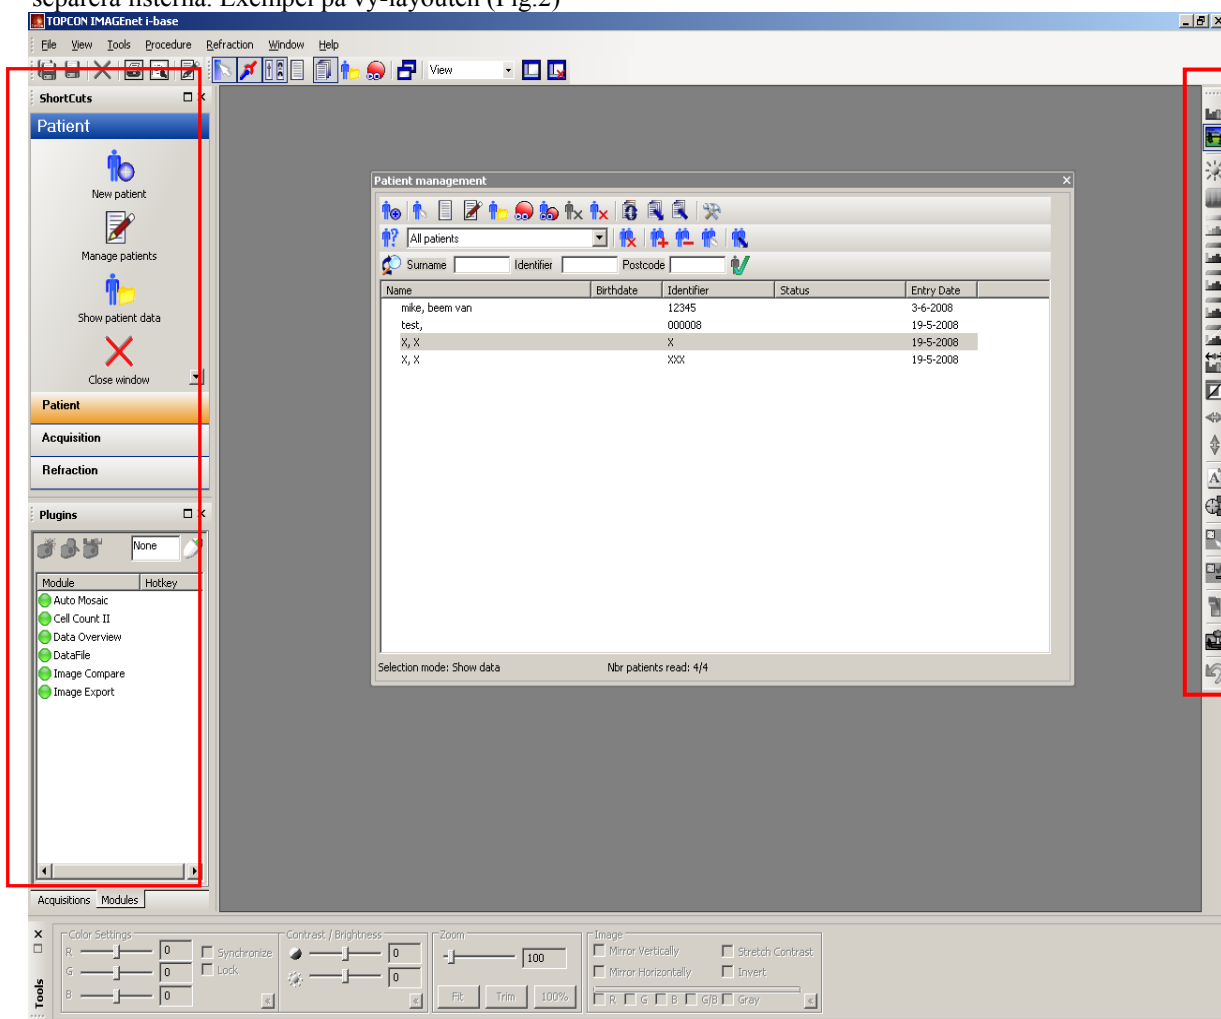 separera listerna. Exempel på vy-layouten (Fig.2)
TOPCON IMAGEnet i-base
File View Tools Procedure Refraction Window Help
View
ShortCuts
Patient
New patient
Manage patients
Show patient data
Close window
Patient
Acquisition
Refraction
Plugins
None
Module Hotkey
Auto Mosaic
Cell Count II
Data Overview
DataFile
Image Compare
Image Export
Acquisitions Modules
Patient management
All patients
Surname Identifier Postcode
Name Birthdate Identifier Status Entry Date
mike, beem van 12345 3-6-2008
test, 000008 19-5-2008
X, X X 19-5-2008
X, X XXX 19-5-2008
Selection mode: Show data Nbr patients read: 4/4
Tools
Color Settings Contrast / Brightness Zoom Image
R 0 Synchronize 0 100 Mirror Vertically Stretch Contrast
G 0 Lock 0 Mirror Horizontally Invert
B 0 Fit Trim 100% R G B G/B Gray